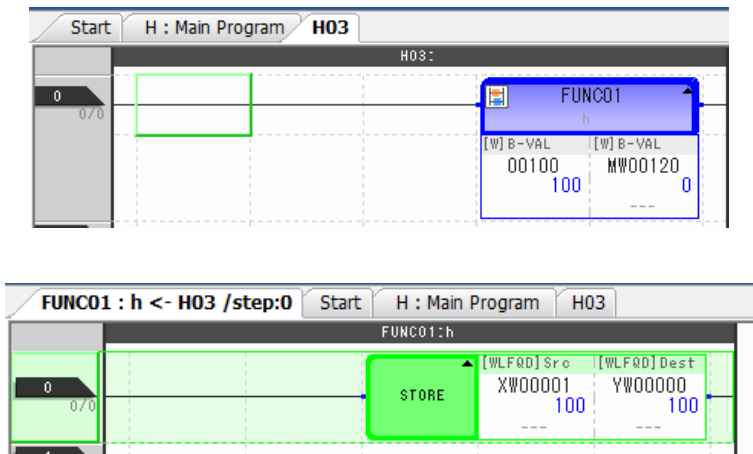 Start H : Main Program H03
H03:
0 FUNC01
0/0 h
[W]B-VAL [W]B-VAL
00100 MW00120
100 0
---
FUNC01 : h <- H03 /step:0 Start H : Main Program H03
FUNC01:h
[WLFQD]Src [WLFQD]Dest
0 STORE XW00001 YW00000
0/0 100 100
--- ---